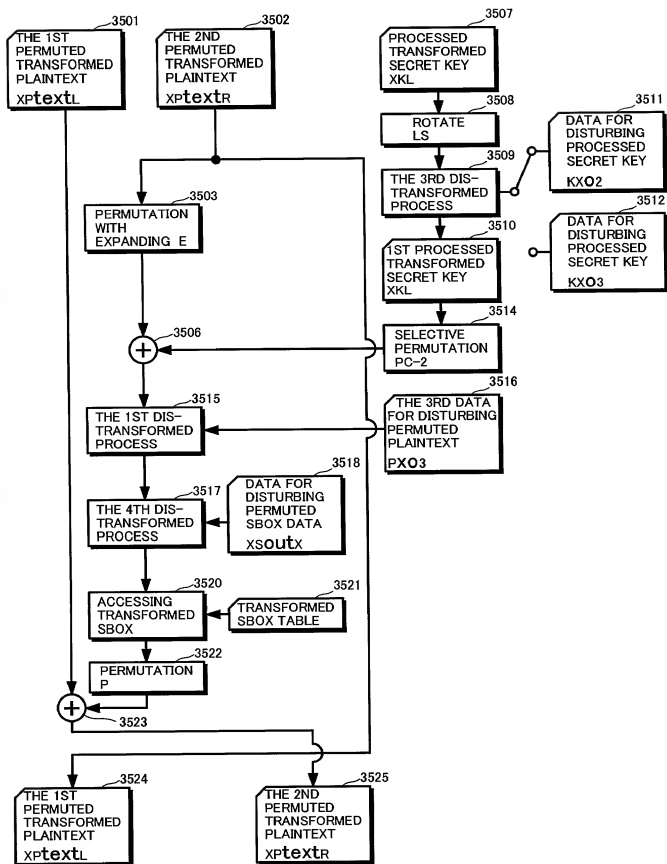 3501
THE 1ST
PERMUTED
TRANSFORMED
PLAINTEXT
XPtextL
3502
THE 2ND
PERMUTED
TRANSFORMED
PLAINTEXT
XPtextR
3507
PROCESSED
TRANSFORMED
SECRET KEY
XKL
3508
ROTATE
LS
3511
DATA FOR
DISTURBING
PROCESSED
SECRET KEY
KXO2
3509
THE 3RD DIS-
TRANSFORMED
PROCESS
3503
PERMUTATION
WITH
EXPANDING E
3512
DATA FOR
DISTURBING
PROCESSED
SECRET KEY
KXO3
3510
1ST PROCESSED
TRANSFORMED
SECRET KEY
XKL
3506
+
3514
SELECTIVE
PERMUTATION
PC-2
3515
THE 1ST DIS-
TRANSFORMED
PROCESS
3516
THE 3RD DATA
FOR DISTURBING
PERMUTED
PLAINTEXT
PXO3
3517
THE 4TH DIS-
TRANSFORMED
PROCESS
3518
DATA FOR
DISTURBING
PERMUTED
SBOX DATA
XSoutX
3520
ACCESSING
TRANSFORMED
SBOX
3521
TRANSFORMED
SBOX TABLE
3522
PERMUTATION
P
+
3523
3524
THE 1ST
PERMUTED
TRANSFORMED
PLAINTEXT
XPtextL
3525
THE 2ND
PERMUTED
TRANSFORMED
PLAINTEXT
XPtextR